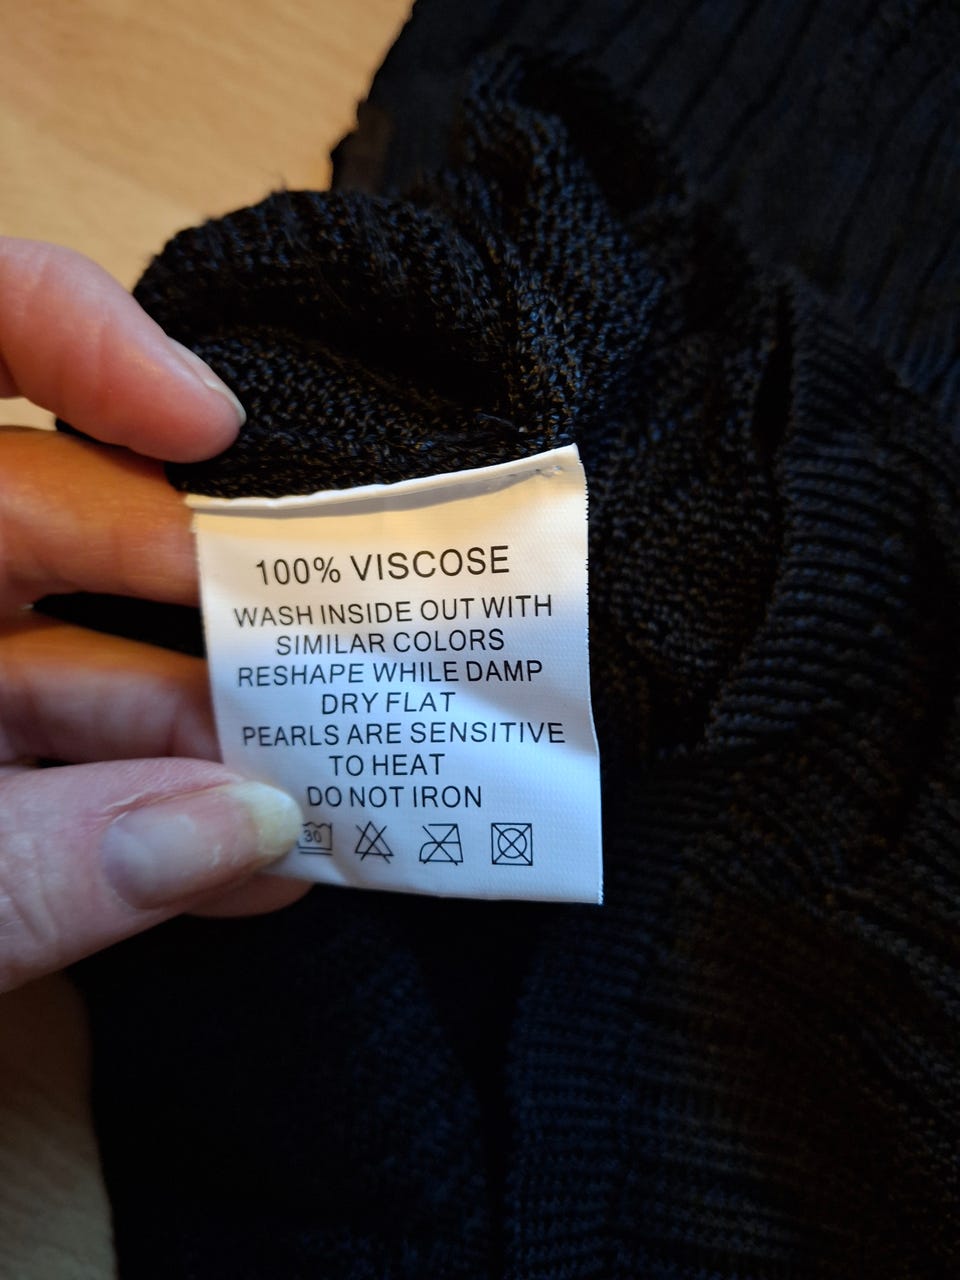 100% VISCOSE
WASH INSIDE OUT WITH
SIMILAR COLORS
RESHAPE WHILE DAMP
DRY FLAT
PEARLS ARE SENSITIVE
TO HEAT
DO NOT IRON
30